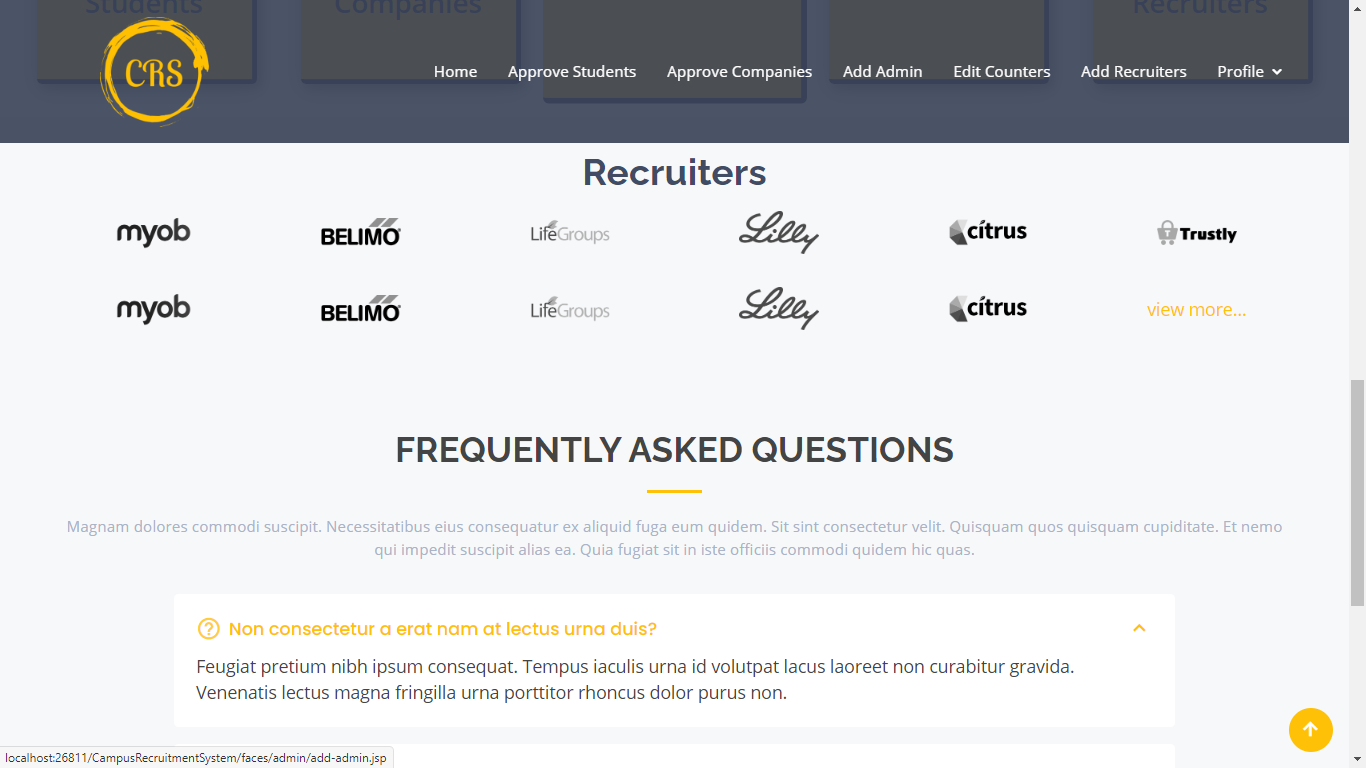 Students
Companies
Recruiters
CRS
Home Approve Students Approve Companies Add Admin Edit Counters Add Recruiters Profile
Recruiters
myob BELIMO LifeGroups Lilly cítrus Trustly
myob BELIMO LifeGroups Lilly cítrus view more...
FREQUENTLY ASKED QUESTIONS
Magnam dolores commodi suscipit. Necessitatibus eius consequatur ex aliquid fuga eum quidem. Sit sint consectetur velit. Quisquam quos quisquam cupiditate. Et nemo
qui impedit suscipit alias ea. Quia fugiat sit in iste officiis commodi quidem hic quas.
Non consectetur a erat nam at lectus urna duis?
Feugiat pretium nibh ipsum consequat. Tempus iaculis urna id volutpat lacus laoreet non curabitur gravida.
Venenatis lectus magna fringilla urna porttitor rhoncus dolor purus non.
localhost:26811/CampusRecruitmentSystem/faces/admin/add-admin.jsp